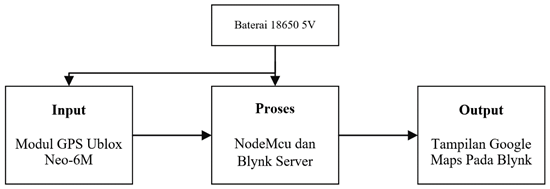 Baterai 18650 5V
Input
Modul GPS Ublox
Neo-6M
Proses
NodeMcu dan
Blynk Server
Output
Tampilan Google
Maps Pada Blynk